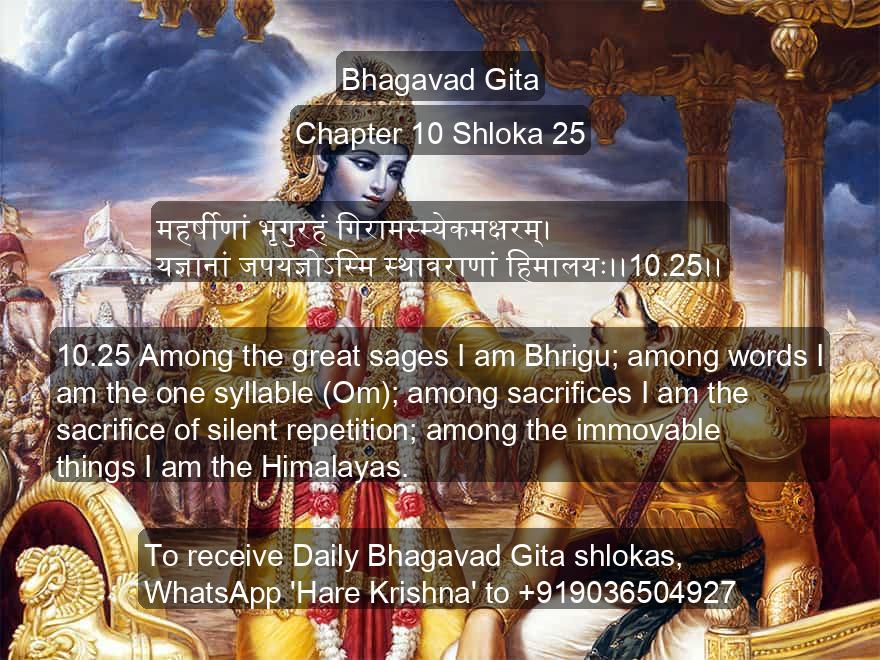 Bhagavad Gita
Chapter 10 Shloka 25
महर्षीणां भृगुरहं गिरामस्म्येकमक्षरम्।
यज्ञानां जपयज्ञोऽस्मि स्थावराणां हिमालयः।।10.25।।
10.25 Among the great sages I am Bhrigu; among words I
am the one syllable (Om); among sacrifices I am the
sacrifice of silent repetition; among the immovable
things I am the Himalayas.
To receive Daily Bhagavad Gita shlokas,
WhatsApp 'Hare Krishna' to +919036504927